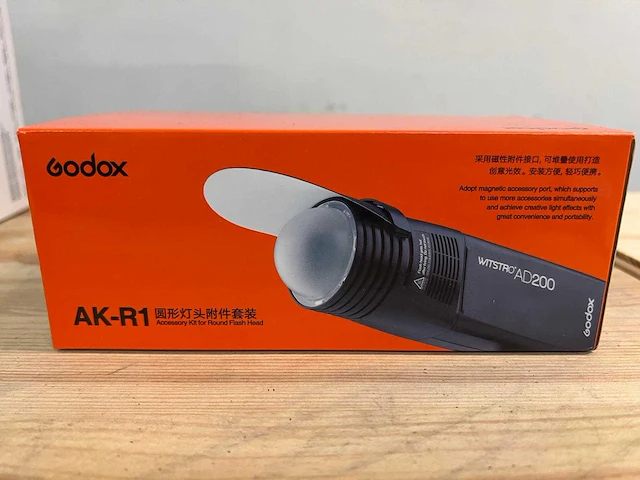 Godox
采用磁性附件接口, 可堆叠使用打造
创意光效。安装方便, 轻巧便携。
Adopt magnetic accessory port, which supports
to use more accessories simultaneously
and achieve creative light effects with
great convenience and portability.
WITSTRO AD200
Godox
AK-R1 圆形灯头附件套装
Accessory Kit for Round Flash Head